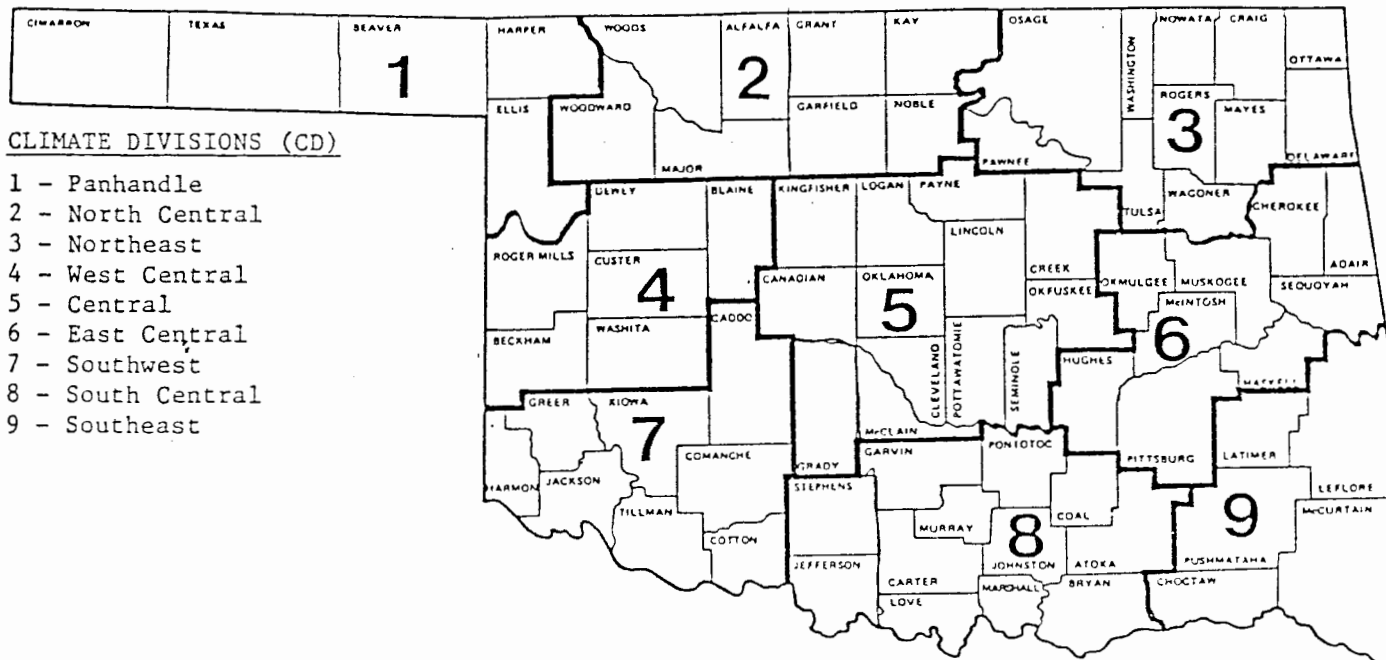 CIMARRON
TEXAS
BEAVER
HARPER
WOODS
ALFALFA
GRANT
KAY
OSAGE
WASHINGTON
NOWATA
CRAIG
OTTAWA
1
2
3
ELLIS
WOODWARD
MAJOR
GARFIELD
NOBLE
PAWNEE
ROGERS
MAYES
DELAWARE
CLIMATE DIVISIONS (CD)
1 - Panhandle
2 - North Central
3 - Northeast
4 - West Central
5 - Central
6 - East Central
7 - Southwest
8 - South Central
9 - Southeast
DEWEY
BLAINE
KINGFISHER
LOGAN
PAYNE
TULSA
WAGONER
CHEROKEE
ADAIR
ROGER MILLS
CUSTER
4
CANADIAN
OKLAHOMA
5
LINCOLN
CREEK
OKFUSKEE
OKMULGEE
MUSKOGEE
McINTOSH
SEQUOYAH
6
BECKHAM
WASHITA
CADDO
CLEVELAND
POTTAWATOMIE
SEMINOLE
HUGHES
HASKELL
GREER
KIOWA
7
McCLAIN
GRADY
GARVIN
PONTOTOC
PITTSBURG
LATIMER
LEFLORE
HARMON
JACKSON
COMANCHE
STEPHENS
TILLMAN
COTTON
MURRAY
COAL
8
9
McCURTAIN
JEFFERSON
CARTER
LOVE
JOHNSTON
MARSHALL
ATOKA
BRYAN
PUSHMATAHA
CHOCTAW